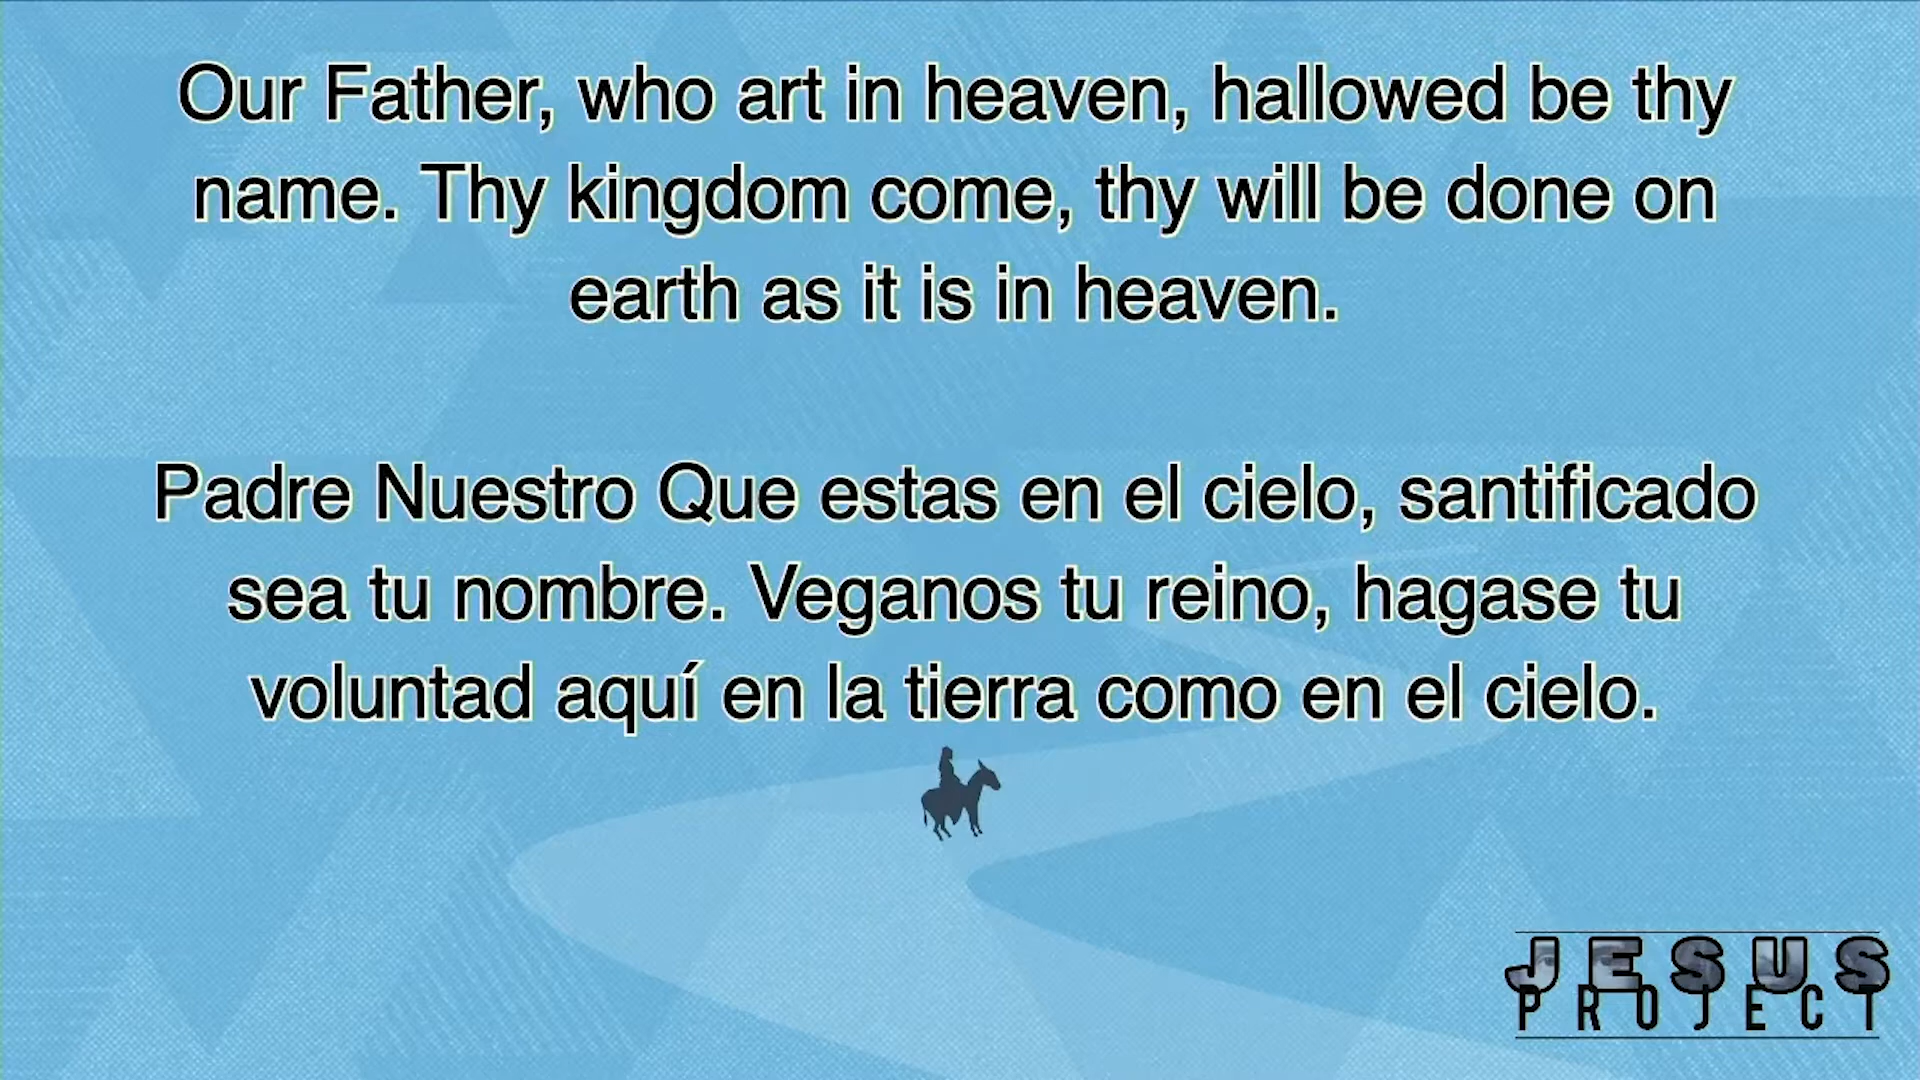 Our Father, who art in heaven, hallowed be thy
name. Thy kingdom come, thy will be done on
earth as it is in heaven.
Padre Nuestro Que estas en el cielo, santificado
sea tu nombre. Veganos tu reino, hagase tu
voluntad aquí en la tierra como en el cielo.
JESUS
PROJECT